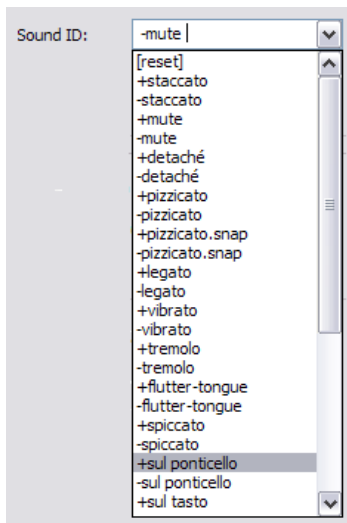 Sound ID: -mute
[reset]
+staccato
-staccato
+mute
-mute
+detaché
-detaché
+pizzicato
-pizzicato
+pizzicato.snap
-pizzicato.snap
+legato
-legato
+vibrato
-vibrato
+tremolo
-tremolo
+flutter-tongue
-flutter-tongue
+spiccato
-spiccato
+sul ponticello
-sul ponticello
+sul tasto